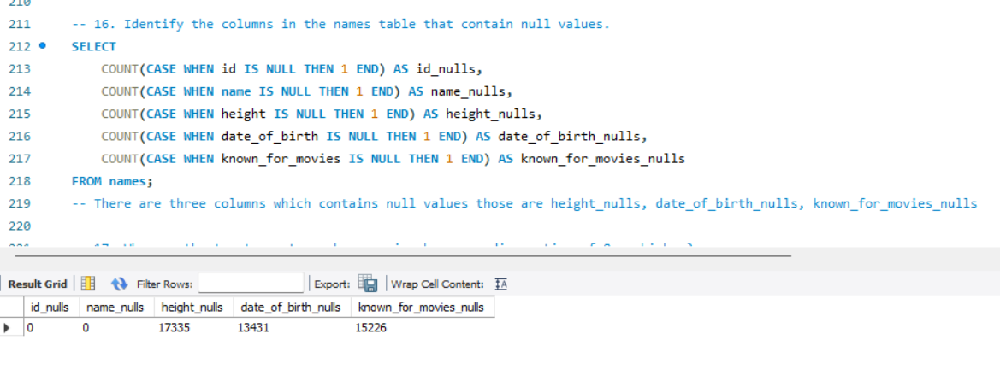 210
211 -- 16. Identify the columns in the names table that contain null values.
212 SELECT
213 COUNT(CASE WHEN id IS NULL THEN 1 END) AS id_nulls,
214 COUNT(CASE WHEN name IS NULL THEN 1 END) AS name_nulls,
215 COUNT(CASE WHEN height IS NULL THEN 1 END) AS height_nulls,
216 COUNT(CASE WHEN date_of_birth IS NULL THEN 1 END) AS date_of_birth_nulls,
217 COUNT(CASE WHEN known_for_movies IS NULL THEN 1 END) AS known_for_movies_nulls
218 FROM names;
219 -- There are three columns which contains null values those are height_nulls, date_of_birth_nulls, known_for_movies_nulls
220
Result Grid Filter Rows: Export: Wrap Cell Content:
id_nulls name_nulls height_nulls date_of_birth_nulls known_for_movies_nulls
0 0 17335 13431 15226